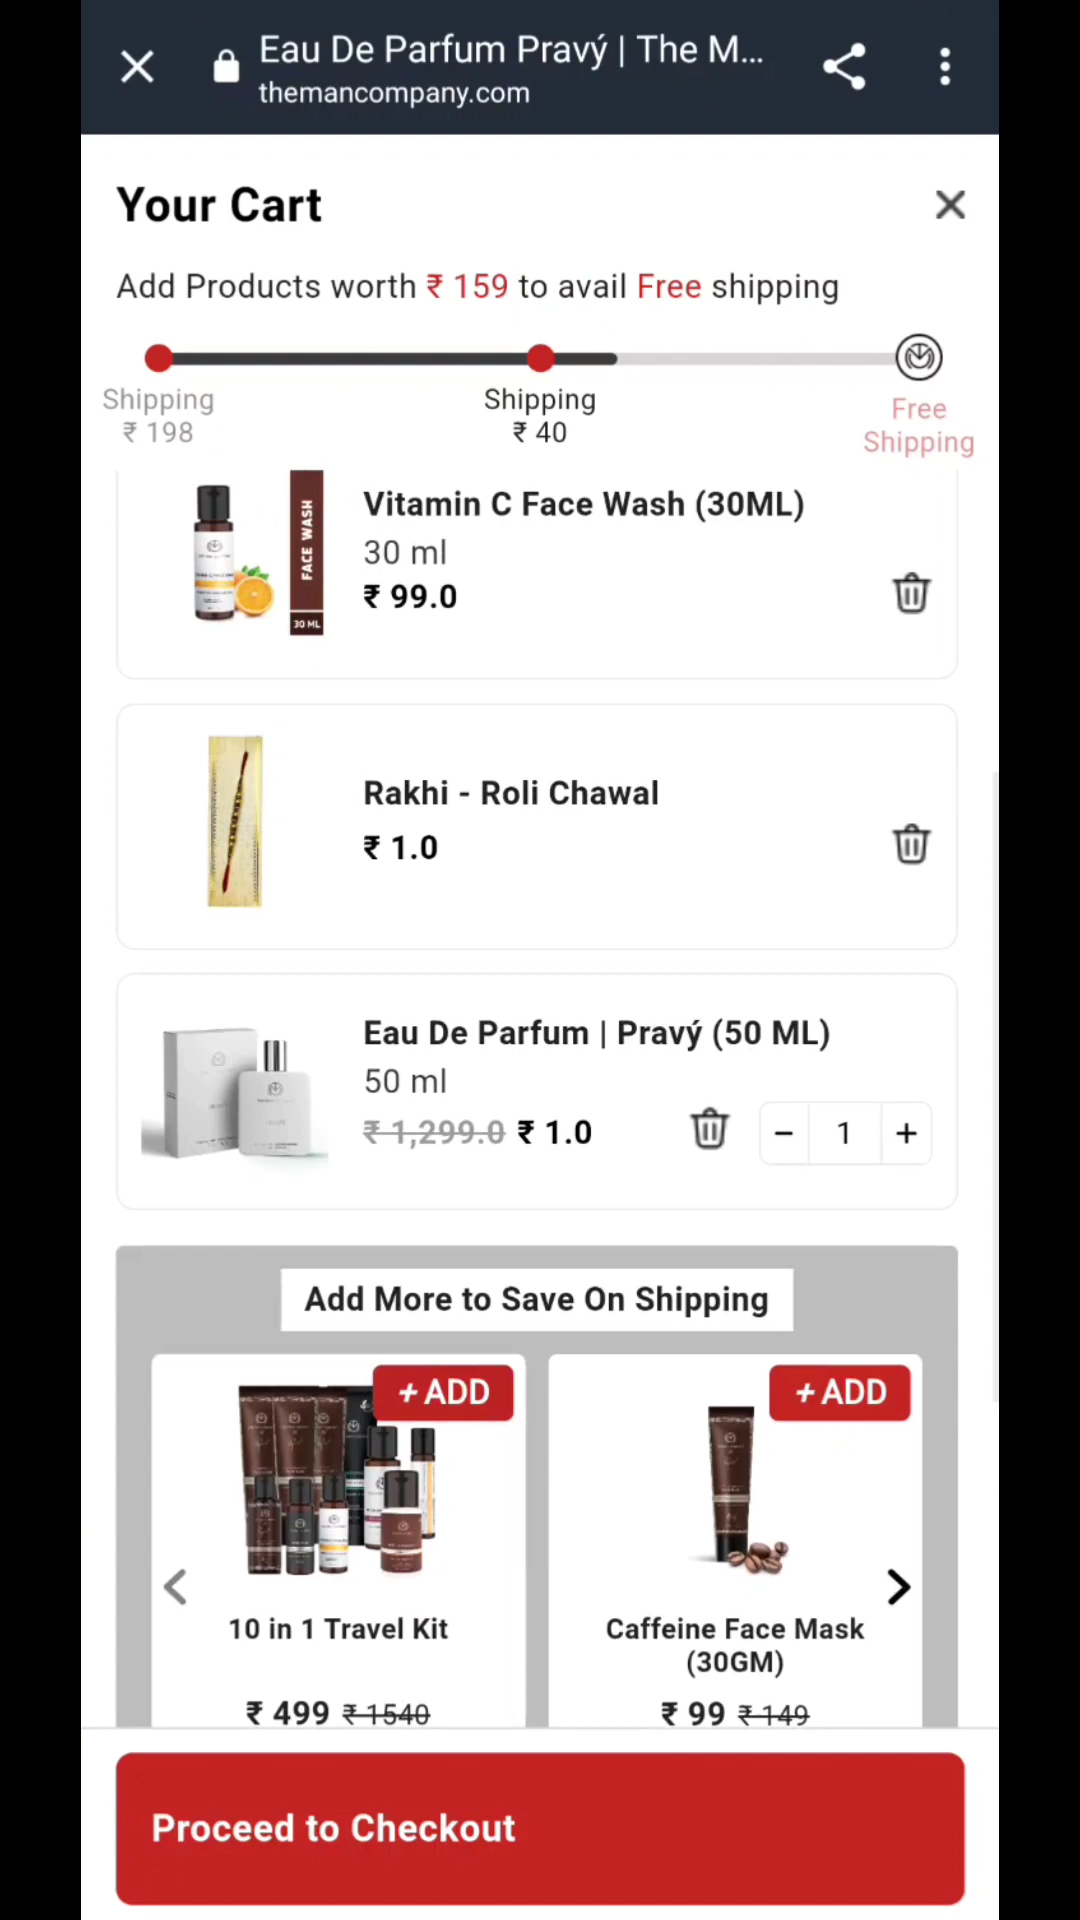 Eau De Parfum Pravý | The M...
themancompany.com
Your Cart
Add Products worth ₹ 159 to avail Free shipping
Shipping
₹ 198
Shipping
₹ 40
Free
Shipping
FACE WASH
30 ML
Vitamin C Face Wash (30ML)
30 ml
₹ 99.0
Rakhi - Roli Chawal
₹ 1.0
Eau De Parfum | Pravý (50 ML)
50 ml
₹ 1,299.0 ₹ 1.0
− 1 +
Add More to Save On Shipping
+ ADD
+ ADD
10 in 1 Travel Kit
₹ 499 ₹ 1540
Caffeine Face Mask
(30GM)
₹ 99 ₹ 149
Proceed to Checkout